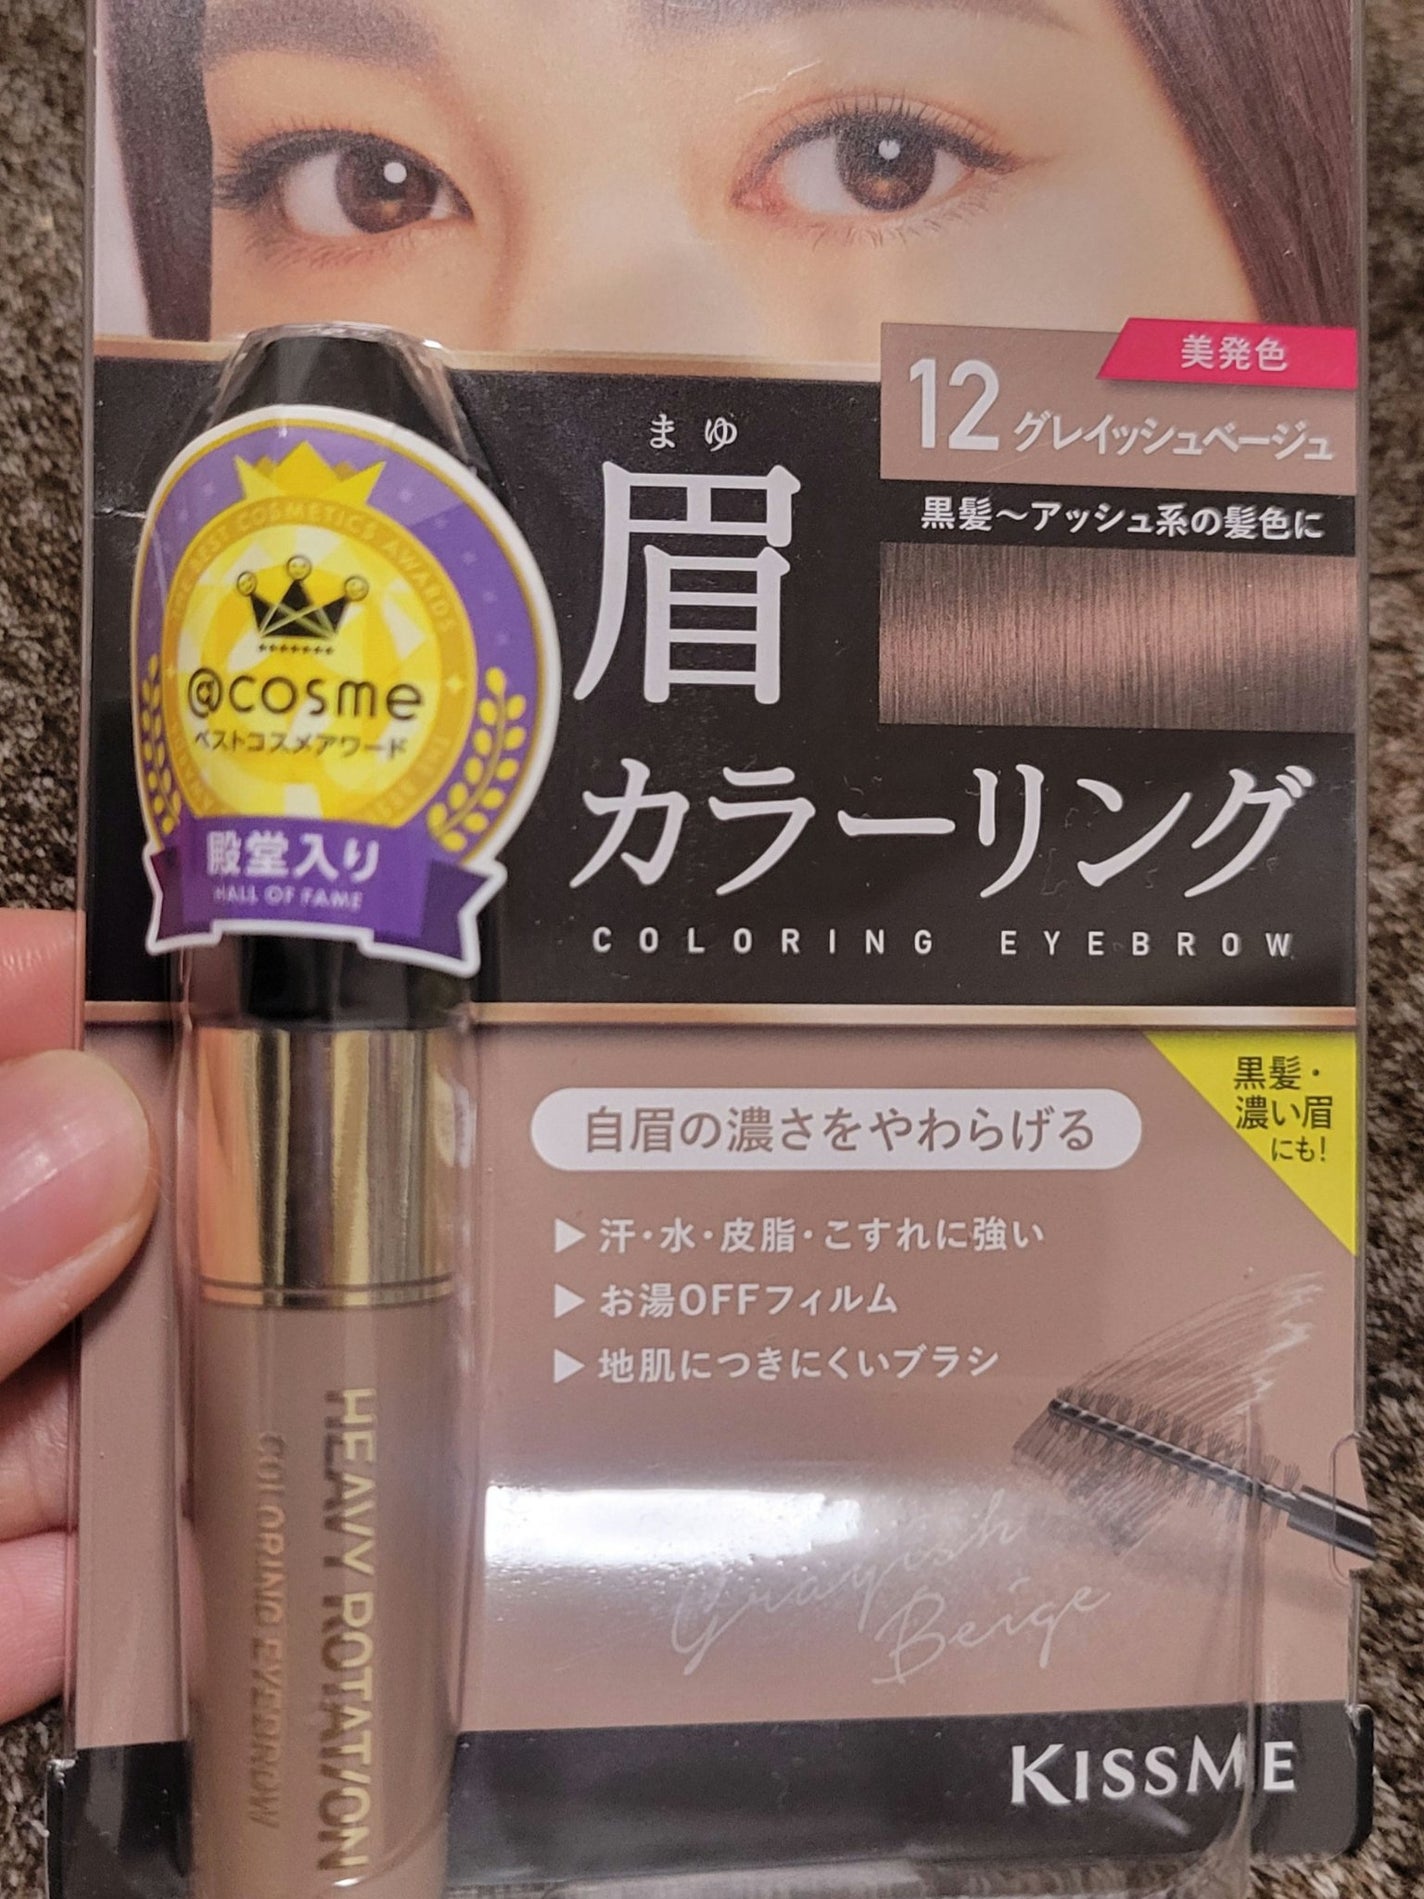 美発色
12 グレイッシュベージュ
黒髪〜アッシュ系の髪色に
まゆ
眉
カラーリング
COLORING EYEBROW
THE BEST COSMETICS AWARDS
@cosme
ベストコスメアワード
殿堂入り
HALL OF FAME
黒髪・
濃い眉
にも!
自眉の濃さをやわらげる
▶ 汗・水・皮脂・こすれに強い
▶ お湯OFFフィルム
▶ 地肌につきにくいブラシ
Grayish
Beige
HEAVY ROTATION
COLORING EYEBROW
KISSME